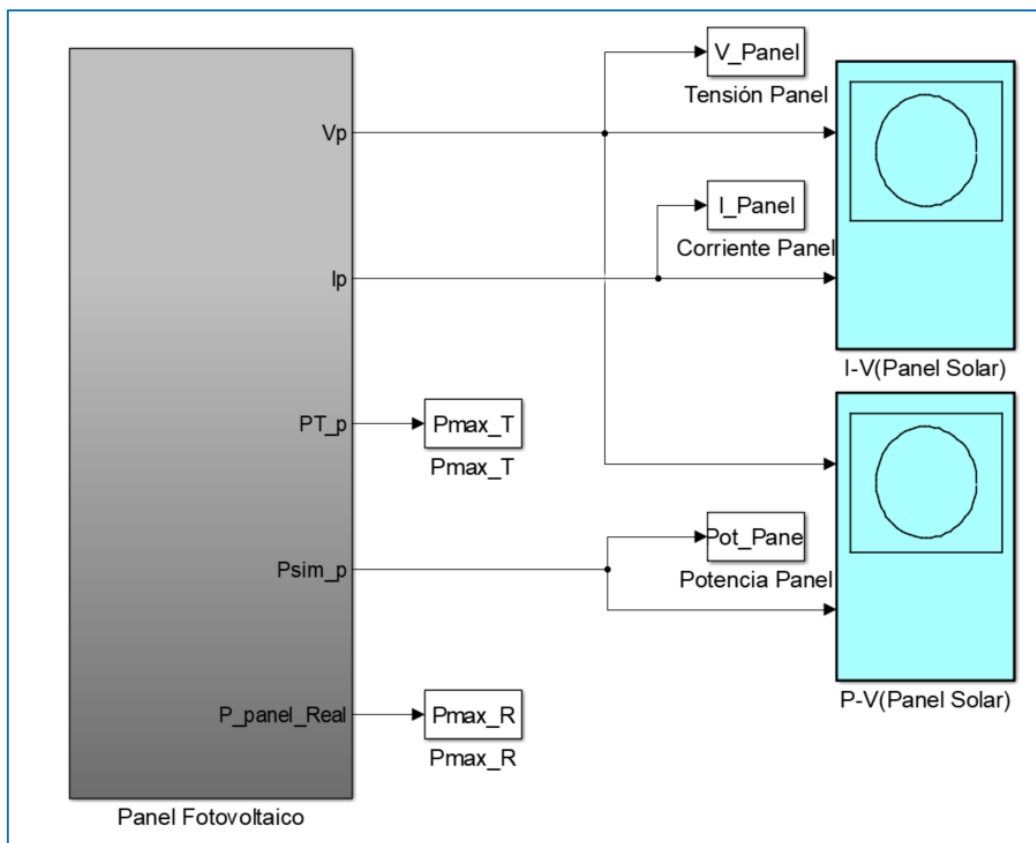 V_Panel
Tensión Panel
Vp
I_Panel
Corriente Panel
Ip
I-V(Panel Solar)
PT_p
Pmax_T
Pmax_T
Pot_Pane
Psim_p
Potencia Panel
P-V(Panel Solar)
P_panel_Real
Pmax_R
Pmax_R
Panel Fotovoltaico